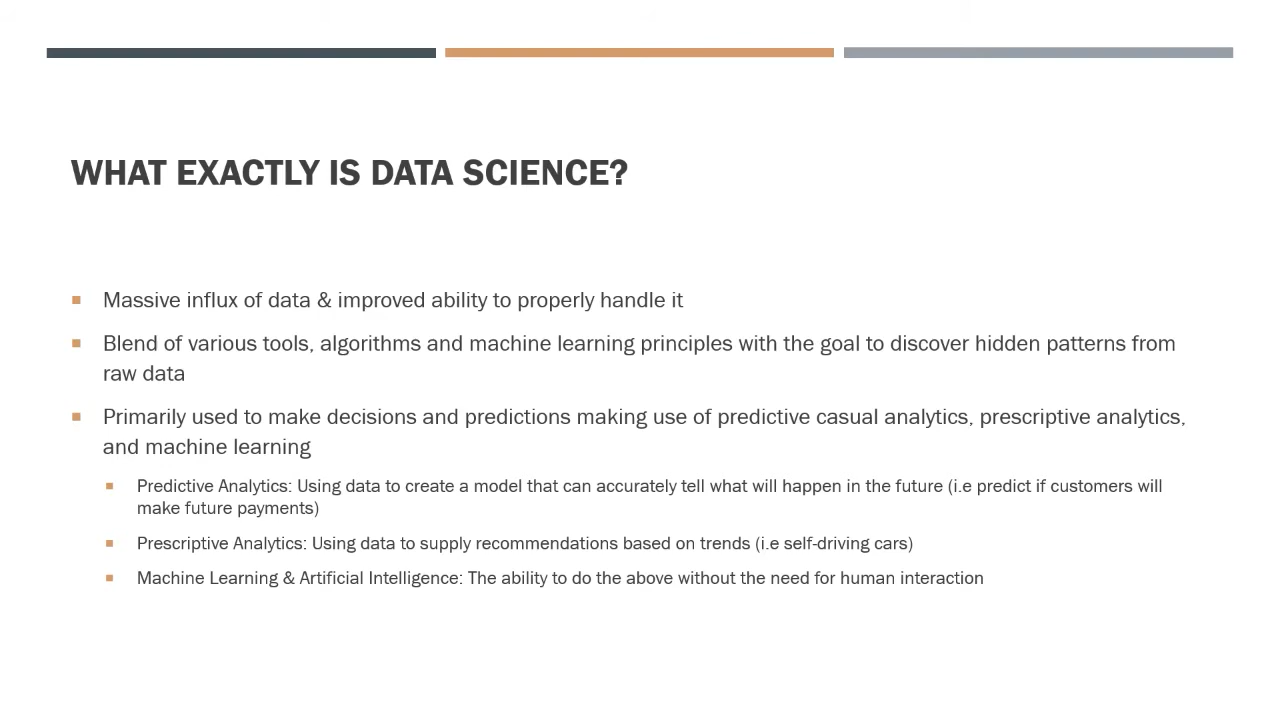 WHAT EXACTLY IS DATA SCIENCE?
Massive influx of data & improved ability to properly handle it
Blend of various tools, algorithms and machine learning principles with the goal to discover hidden patterns from
raw data
Primarily used to make decisions and predictions making use of predictive casual analytics, prescriptive analytics,
and machine learning
Predictive Analytics: Using data to create a model that can accurately tell what will happen in the future (i.e predict if customers will
make future payments)
Prescriptive Analytics: Using data to supply recommendations based on trends (i.e self-driving cars)
Machine Learning & Artificial Intelligence: The ability to do the above without the need for human interaction